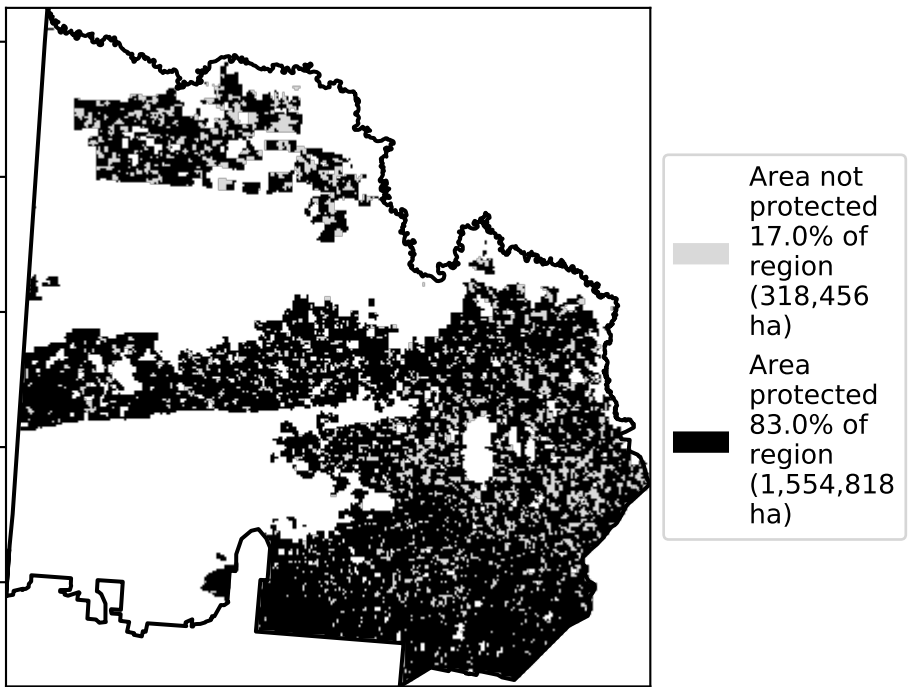 Area not
protected
17.0% of
region
(318,456
ha)
Area
protected
83.0% of
region
(1,554,818
ha)